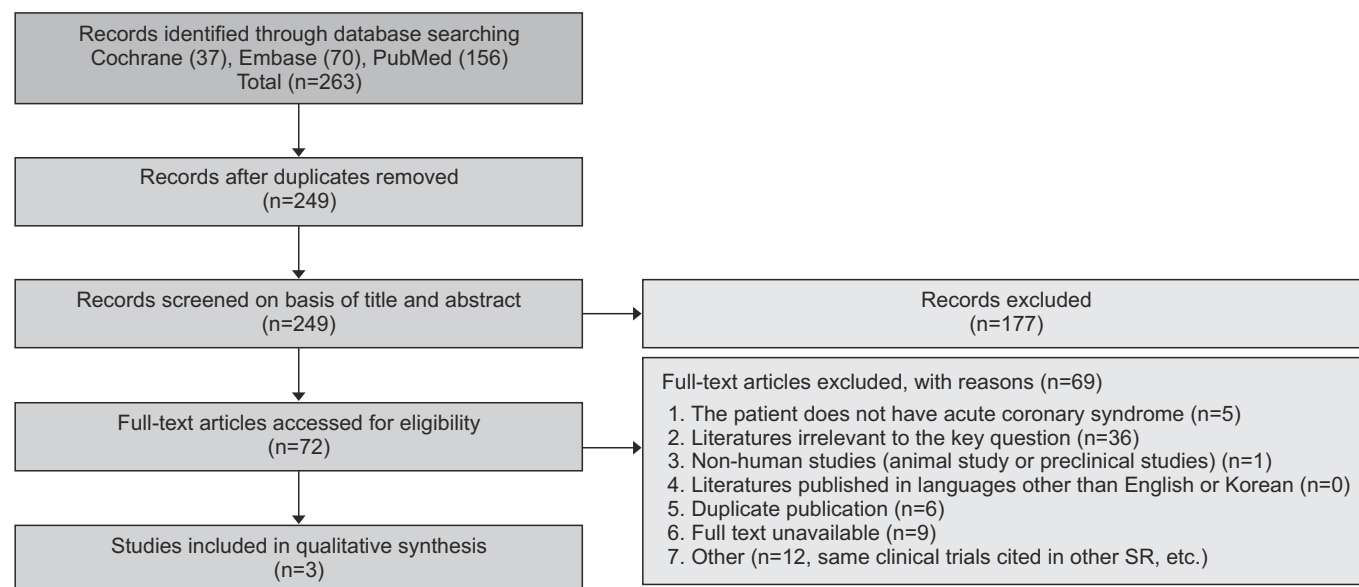 Records identified through database searching
Cochrane (37), Embase (70), PubMed (156)
Total (n=263)
Records after duplicates removed
(n=249)
Records screened on basis of title and abstract
(n=249)
Records excluded
(n=177)
Full-text articles accessed for eligibility
(n=72)
Full-text articles excluded, with reasons (n=69)
1. The patient does not have acute coronary syndrome (n=5)
2. Literatures irrelevant to the key question (n=36)
3. Non-human studies (animal study or preclinical studies) (n=1)
4. Literatures published in languages other than English or Korean (n=0)
5. Duplicate publication (n=6)
6. Full text unavailable (n=9)
7. Other (n=12, same clinical trials cited in other SR, etc.)
Studies included in qualitative synthesis
(n=3)